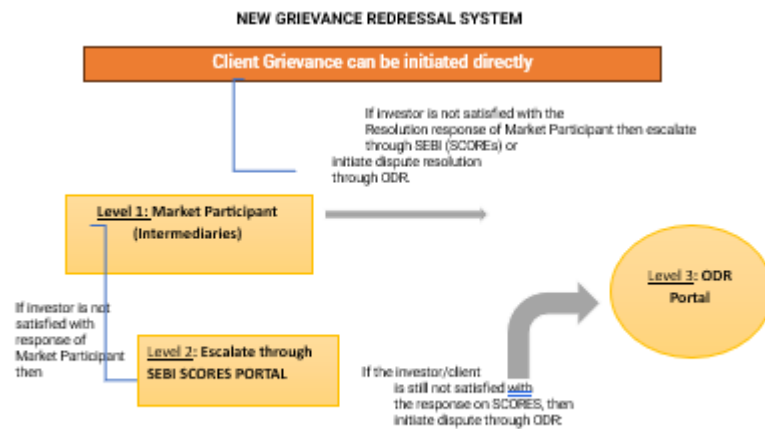 NEW GRIEVANCE REDRESSAL SYSTEM
Client Grievance can be initiated directly
If investor is not satisfied with the
Resolution response of Market Participant then escalate
through SEBI (SCOREs) or
initiate dispute resolution
through ODR.
Level 1: Market Participant
(Intermediaries)
Level 3: ODR
Portal
If investor is not
satisfied with
response of
Market Participant
then
Level 2: Escalate through
SEBI SCORES PORTAL
If the investor/client
is still not satisfied with
the response on SCORES, then
initiate dispute through ODR: